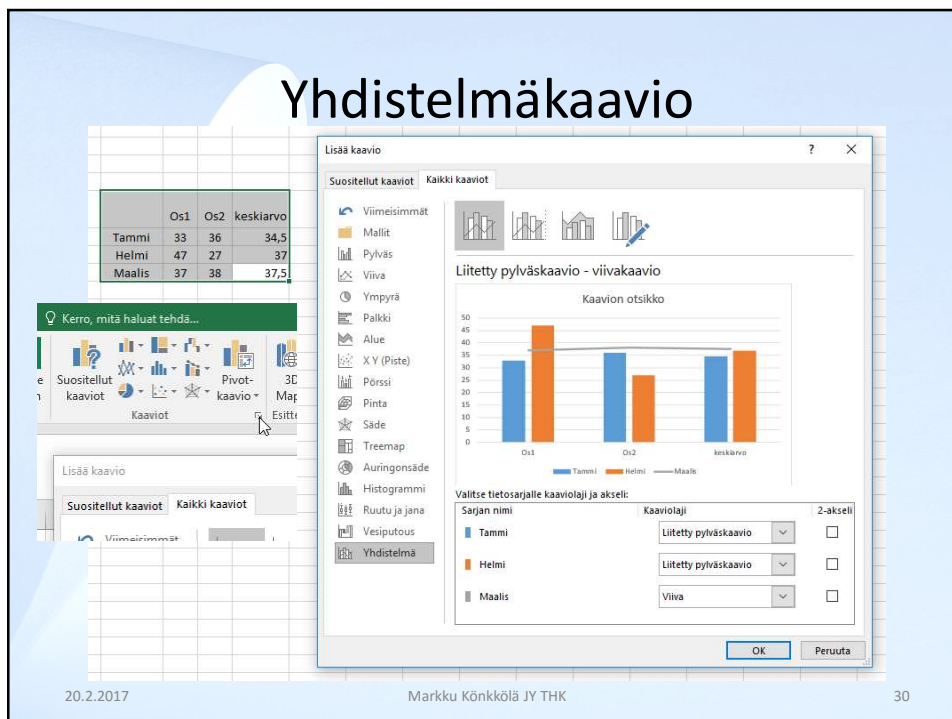 Yhdistelmäkaavio
Os1 Os2 keskiarvo
Tammi 33 36 34,5
Helmi 47 27 37
Maalis 37 38 37,5
Kerro, mitä haluat tehdä...
Suositellut kaaviot
Pivot-kaavio
3D
Map
Kaaviot
Esitte
Lisää kaavio
Suositellut kaaviot Kaikki kaaviot
Viimeisimmät
Lisää kaavio ? ×
Suositellut kaaviot Kaikki kaaviot
Viimeisimmät
Mallit
Pylväs
Viiva
Ympyrä
Palkki
Alue
X Y (Piste)
Pörssi
Pinta
Säde
Treemap
Auringonsäde
Histogrammi
Ruutu ja jana
Vesiputous
Yhdistelmä
Liitetty pylväskaavio - viivakaavio
Kaavion otsikko
50
45
40
35
30
25
20
15
10
5
0
Os1 Os2 keskiarvo
Tammi Helmi Maalis
Valitse tietosarjalle kaaviolaji ja akseli:
Sarjan nimi Kaaviolaji 2-akseli
Tammi Liitetty pylväskaavio
Helmi Liitetty pylväskaavio
Maalis Viiva
OK Peruuta
20.2.2017 Markku Könkkölä JY THK 30